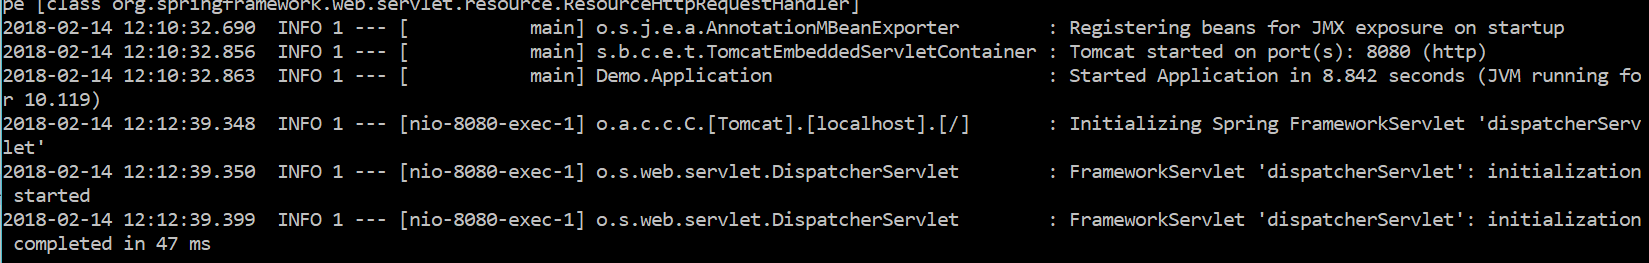 pe [class org.springframework.web.servlet.resource.ResourceHttpRequestHandler]
2018-02-14 12:10:32.690  INFO 1 --- [           main] o.s.j.e.a.AnnotationMBeanExporter        : Registering beans for JMX exposure on startup
2018-02-14 12:10:32.856  INFO 1 --- [           main] s.b.c.e.t.TomcatEmbeddedServletContainer : Tomcat started on port(s): 8080 (http)
2018-02-14 12:10:32.863  INFO 1 --- [           main] Demo.Application                         : Started Application in 8.842 seconds (JVM running fo
r 10.119)
2018-02-14 12:12:39.348  INFO 1 --- [nio-8080-exec-1] o.a.c.c.C.[Tomcat].[localhost].[/]       : Initializing Spring FrameworkServlet 'dispatcherServ
let'
2018-02-14 12:12:39.350  INFO 1 --- [nio-8080-exec-1] o.s.web.servlet.DispatcherServlet        : FrameworkServlet 'dispatcherServlet': initialization
 started
2018-02-14 12:12:39.399  INFO 1 --- [nio-8080-exec-1] o.s.web.servlet.DispatcherServlet        : FrameworkServlet 'dispatcherServlet': initialization
 completed in 47 ms